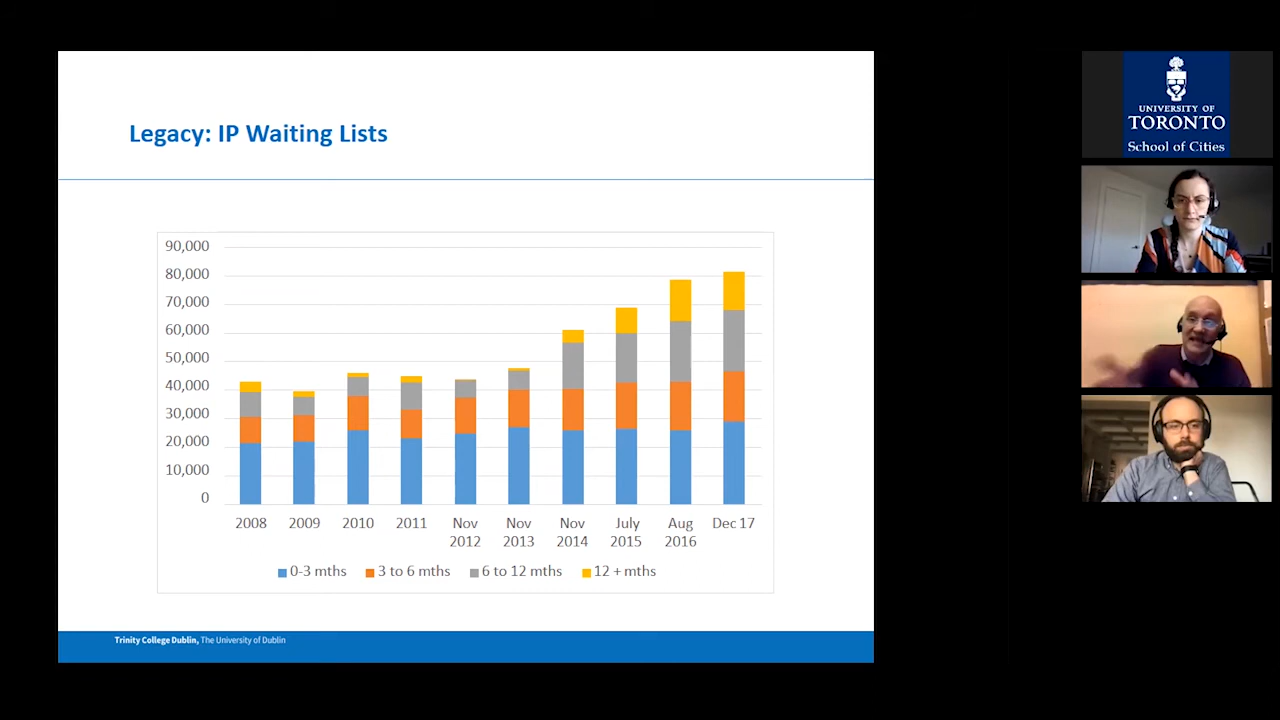 Legacy: IP Waiting Lists
90,000
80,000
70,000
60,000
50,000
40,000
30,000
20,000
10,000
0
2008 2009 2010 2011 Nov 2012 Nov 2013 Nov 2014 July 2015 Aug 2016 Dec 17
0-3 mths 3 to 6 mths 6 to 12 mths 12 + mths
Trinity College Dublin, The University of Dublin
UNIVERSITY OF
TORONTO
School of Cities